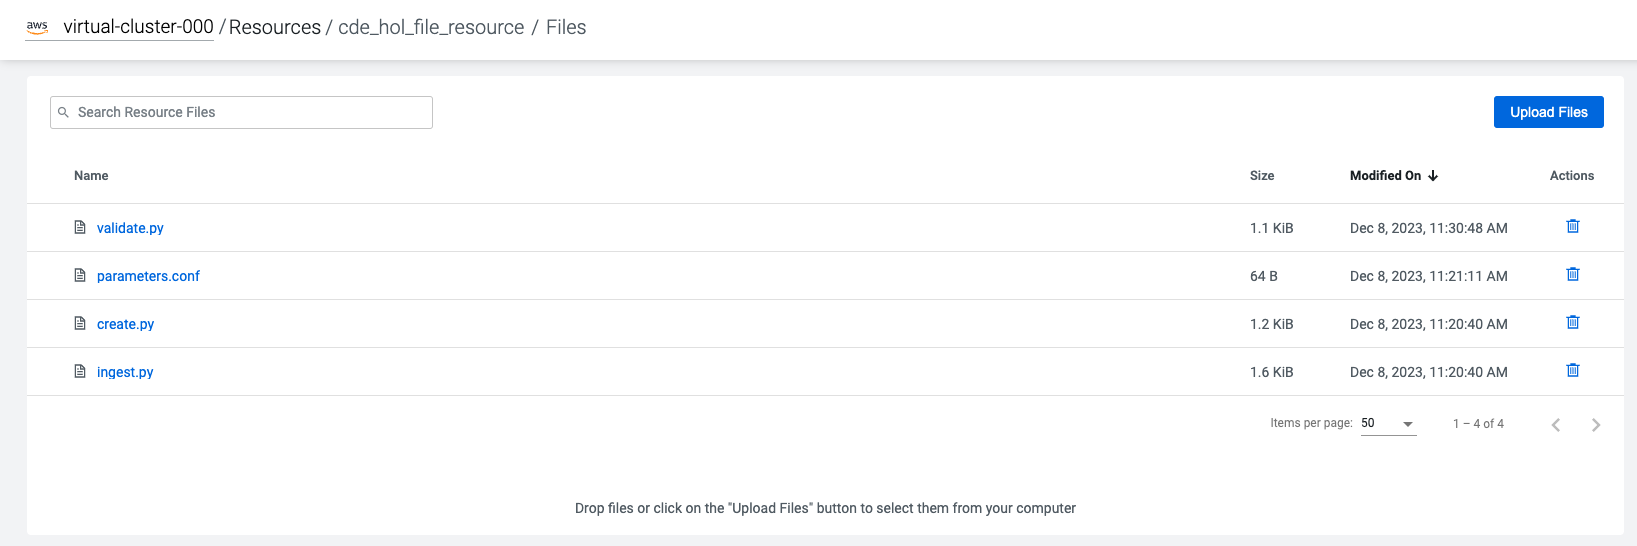 aws virtual-cluster-000 / Resources / cde_hol_file_resource / Files
Search Resource Files
Upload Files
Name Size Modified On Actions
validate.py 1.1 KiB Dec 8, 2023, 11:30:48 AM
parameters.conf 64 B Dec 8, 2023, 11:21:11 AM
create.py 1.2 KiB Dec 8, 2023, 11:20:40 AM
ingest.py 1.6 KiB Dec 8, 2023, 11:20:40 AM
Items per page: 50 1 – 4 of 4
Drop files or click on the "Upload Files" button to select them from your computer